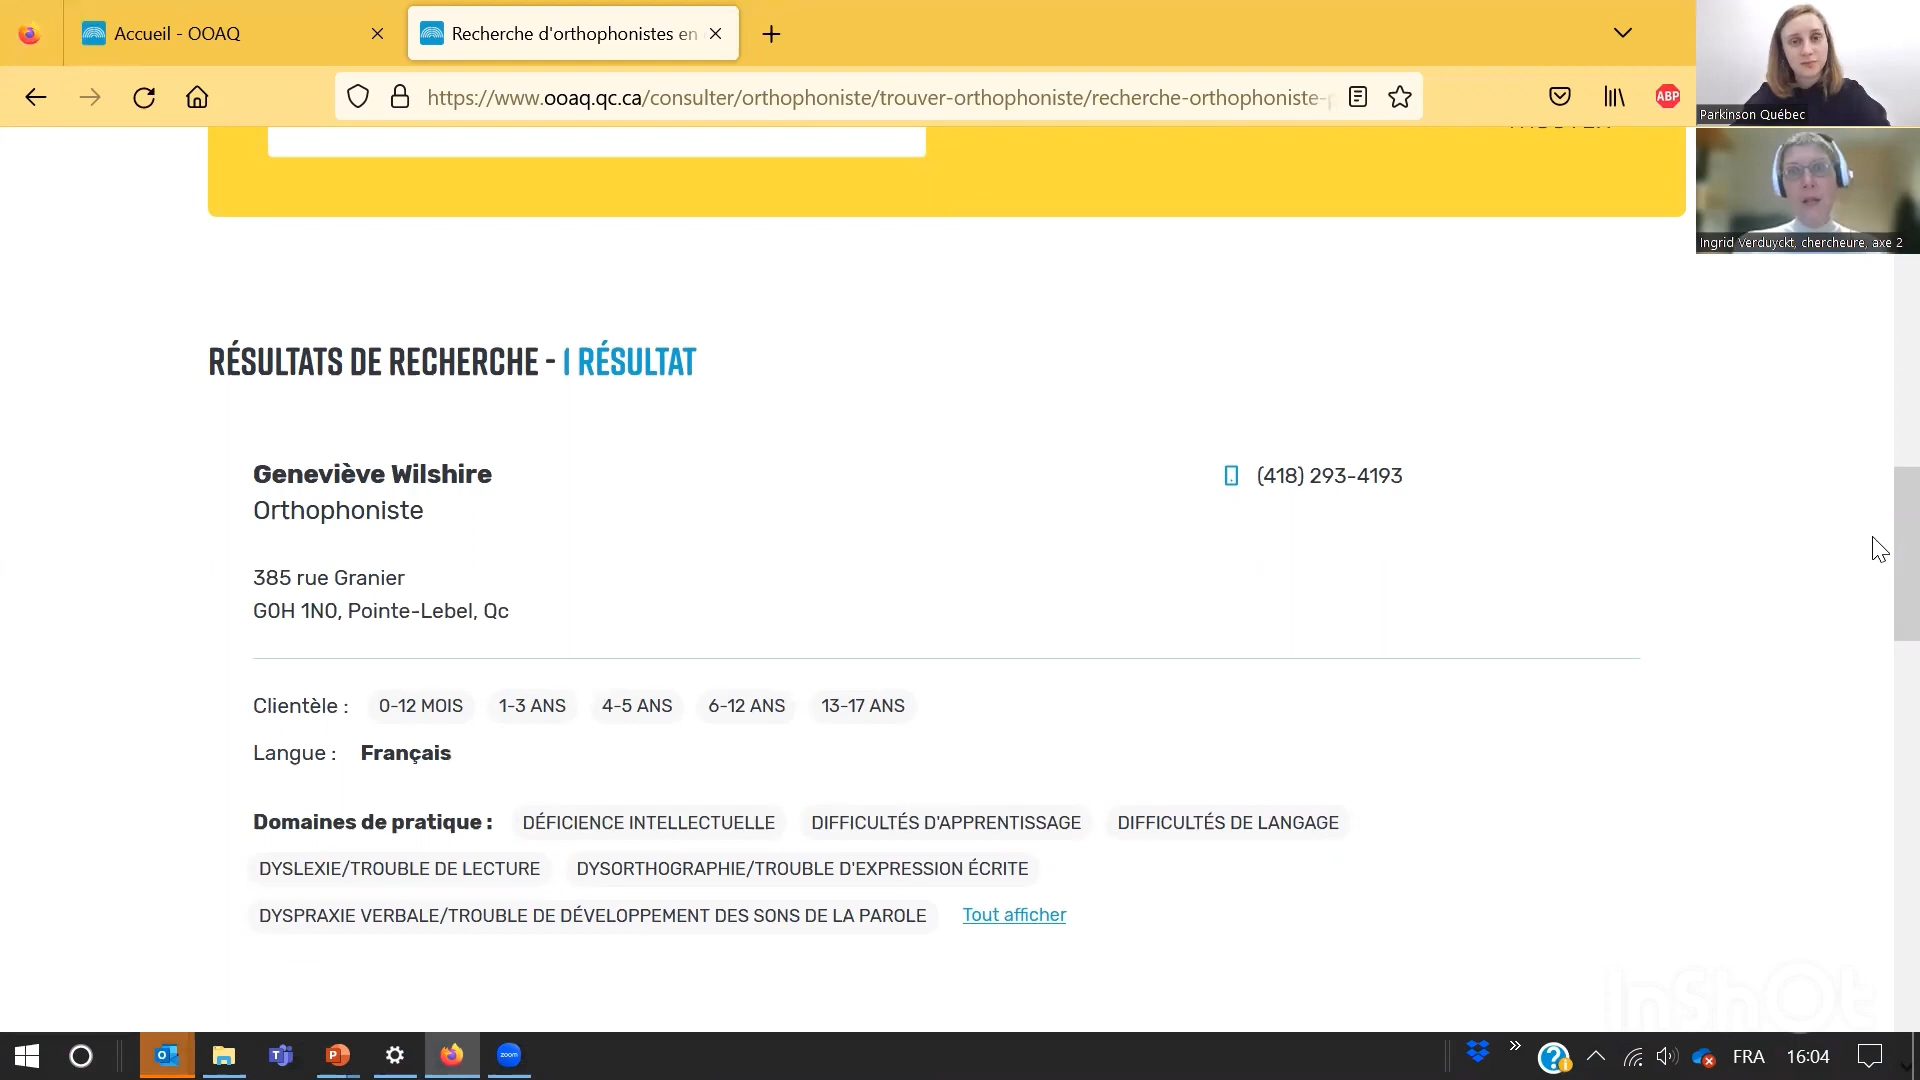 Accueil - OOAQ
Recherche d'orthophonistes en
https://www.ooaq.qc.ca/consulter/orthophoniste/trouver-orthophoniste/recherche-orthophoniste-
ABP
Parkinson Québec
Ingrid Verduyckt, chercheure, axe 2
RÉSULTATS DE RECHERCHE - 1 RÉSULTAT
Geneviève Wilshire
(418) 293-4193
Orthophoniste
385 rue Granier
G0H 1N0, Pointe-Lebel, Qc
Clientèle : 0-12 MOIS 1-3 ANS 4-5 ANS 6-12 ANS 13-17 ANS
Langue : Français
Domaines de pratique : DÉFICIENCE INTELLECTUELLE DIFFICULTÉS D'APPRENTISSAGE DIFFICULTÉS DE LANGAGE
DYSLEXIE/TROUBLE DE LECTURE DYSORTHOGRAPHIE/TROUBLE D'EXPRESSION ÉCRITE
DYSPRAXIE VERBALE/TROUBLE DE DÉVELOPPEMENT DES SONS DE LA PAROLE Tout afficher
InShOt
zoom
FRA 16:04